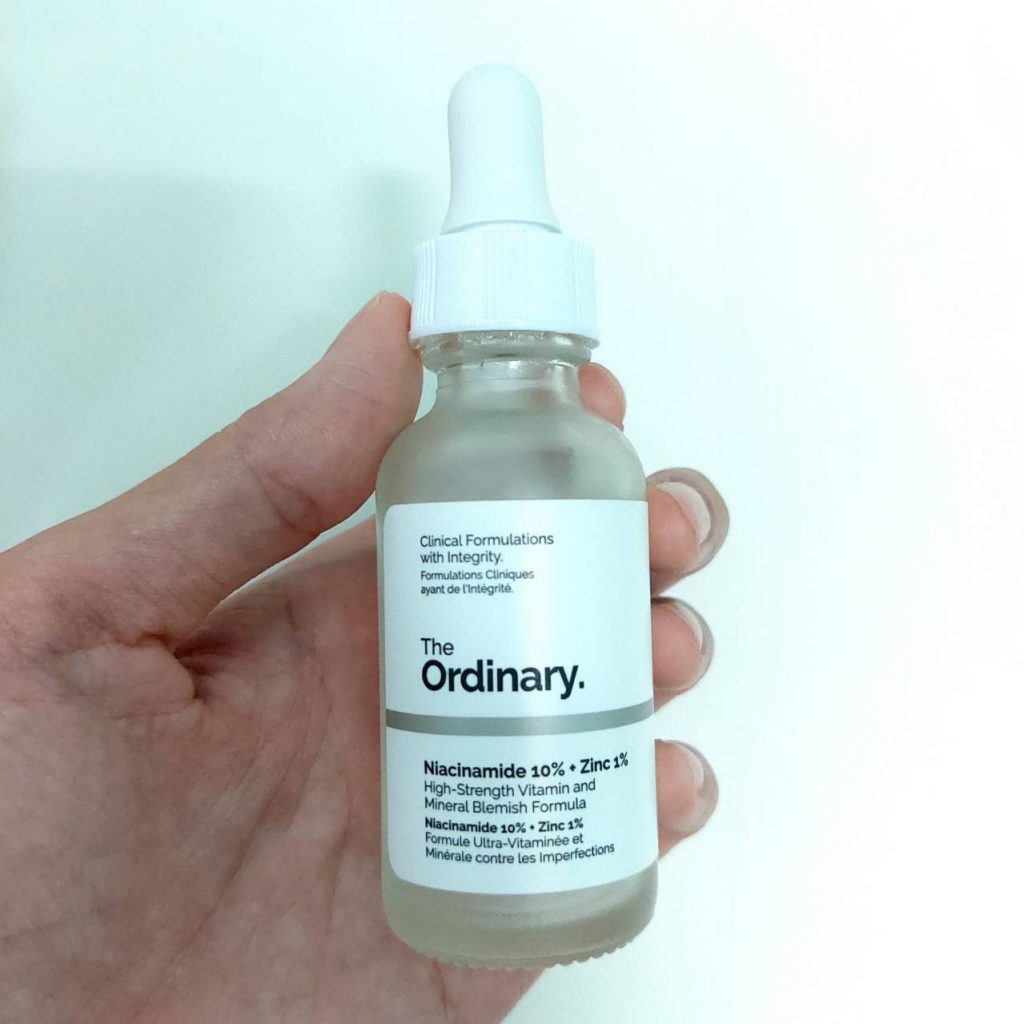 Clinical Formulations
with Integrity.
Formulations Cliniques
ayant de l'Intégrité.
The
Ordinary.
Niacinamide 10% + Zinc 1%
High-Strength Vitamin and
Mineral Blemish Formula
Niacinamide 10% + Zinc 1%
Formule Ultra-Vitaminée et
Minérale contre les Imperfections